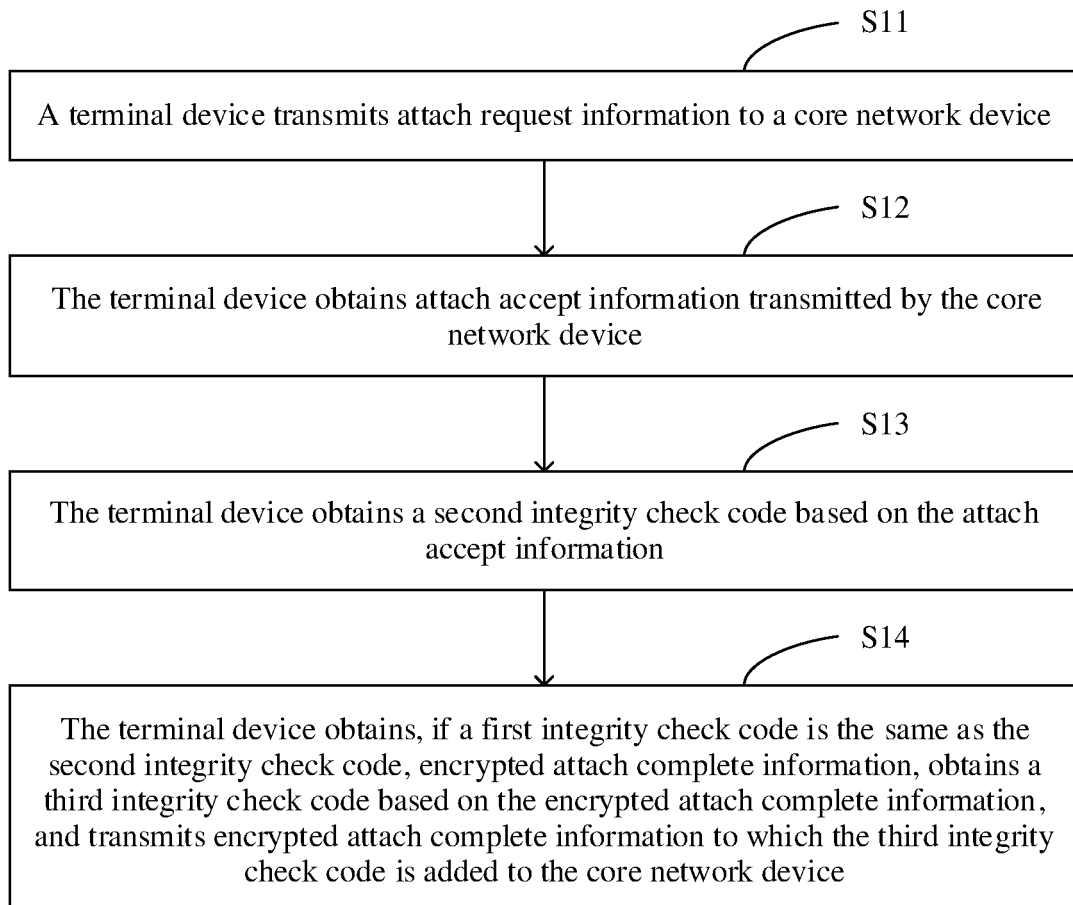 S11
A terminal device transmits attach request information to a core network device
S12
The terminal device obtains attach accept information transmitted by the core
network device
S13
The terminal device obtains a second integrity check code based on the attach
accept information
S14
The terminal device obtains, if a first integrity check code is the same as the
second integrity check code, encrypted attach complete information, obtains a
third integrity check code based on the encrypted attach complete information,
and transmits encrypted attach complete information to which the third integrity
check code is added to the core network device